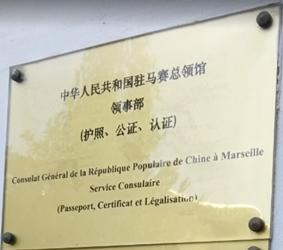 中华人民共和国驻马赛总领馆
领事部
(护照、公证、认证)
Consulat Général de la République Populaire de Chine à Marseille
Service Consulaire
(Passeport, Certificat et Légalisation)